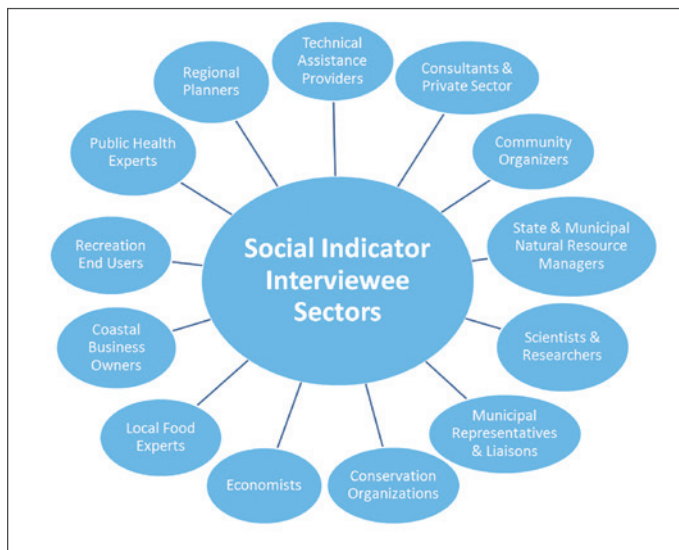 Technical
Assistance
Providers
Consultants &
Private Sector
Community
Organizers
State & Municipal
Natural Resource
Managers
Scientists &
Researchers
Municipal
Representatives
& Liaisons
Conservation
Organizations
Economists
Local Food
Experts
Coastal
Business
Owners
Recreation
End Users
Public Health
Experts
Regional
Planners
Social Indicator
Interviewee
Sectors